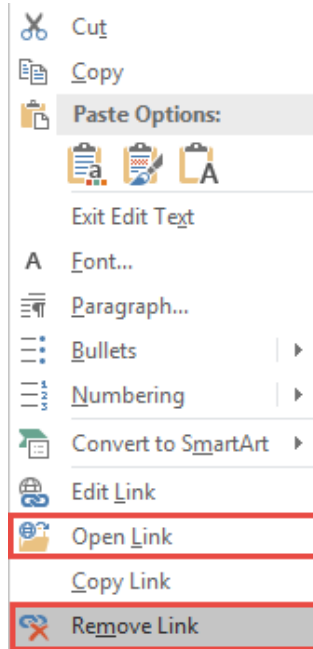 Cut
Copy
Paste Options:
Exit Edit Text
A Font...
Paragraph...
Bullets
Numbering
Convert to SmartArt
Edit Link
Open Link
Copy Link
Remove Link